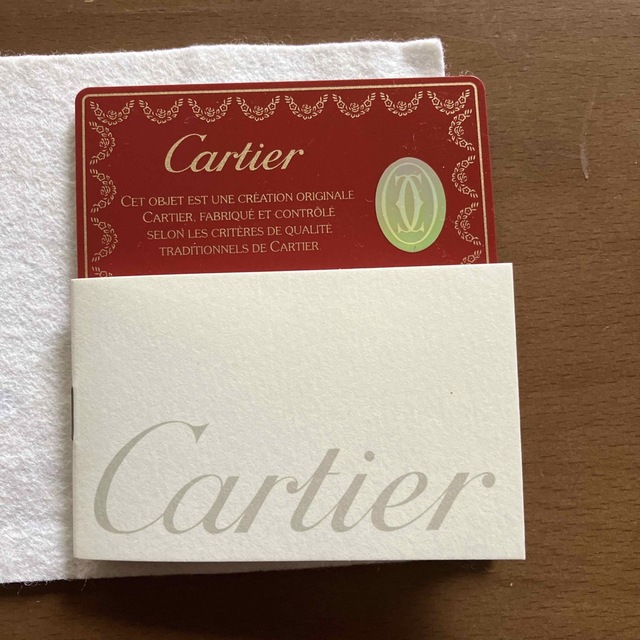 Cartier
CET OBJET EST UNE CRÉATION ORIGINALE
CARTIER, FABRIQUÉ ET CONTRÔLÉ
SELON LES CRITÈRES DE QUALITÉ
TRADITIONNELS DE CARTIER
Cartier